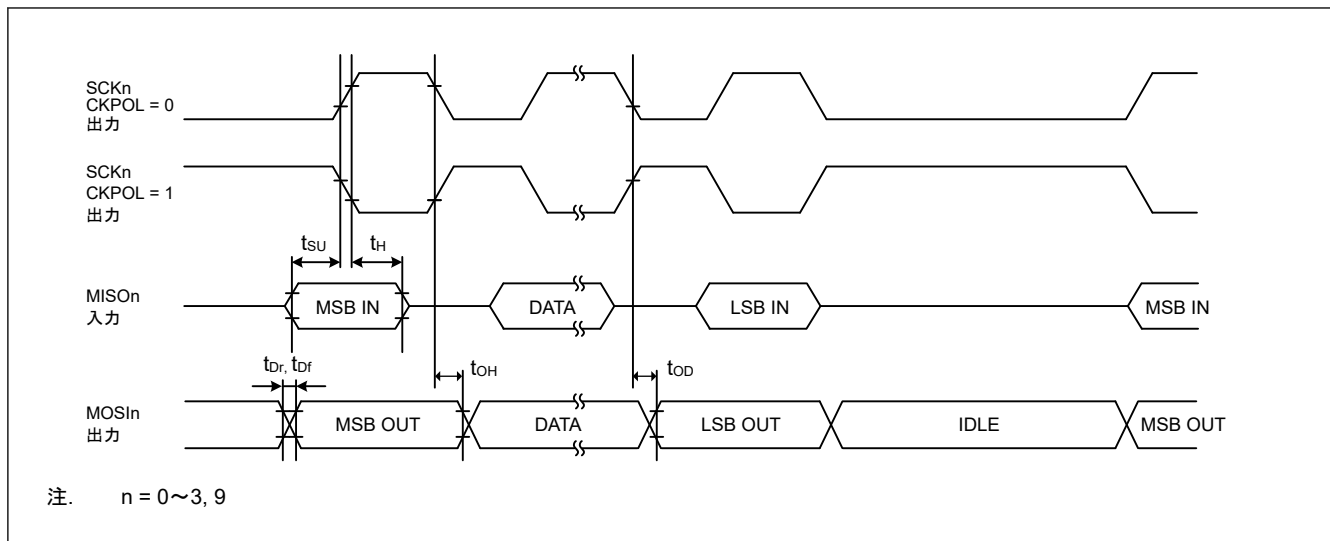 SCKn
CKPOL = 0
出力
SCKn
CKPOL = 1
出力
tSU
tH
MISOn
入力
MSB IN
DATA
LSB IN
MSB IN
tDr, tDf
tOH
tOD
MOSIn
出力
MSB OUT
DATA
LSB OUT
IDLE
MSB OUT
注. n = 0～3, 9